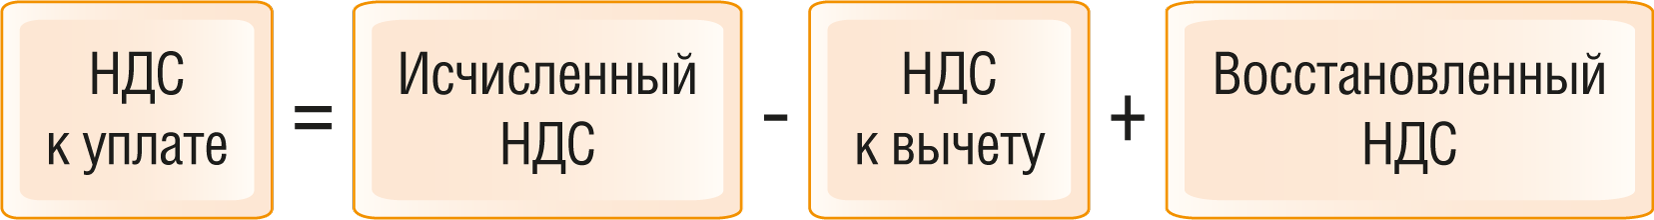 НДС
к уплате
=
Исчисленный
НДС
-
НДС
к вычету
+
Восстановленный
НДС